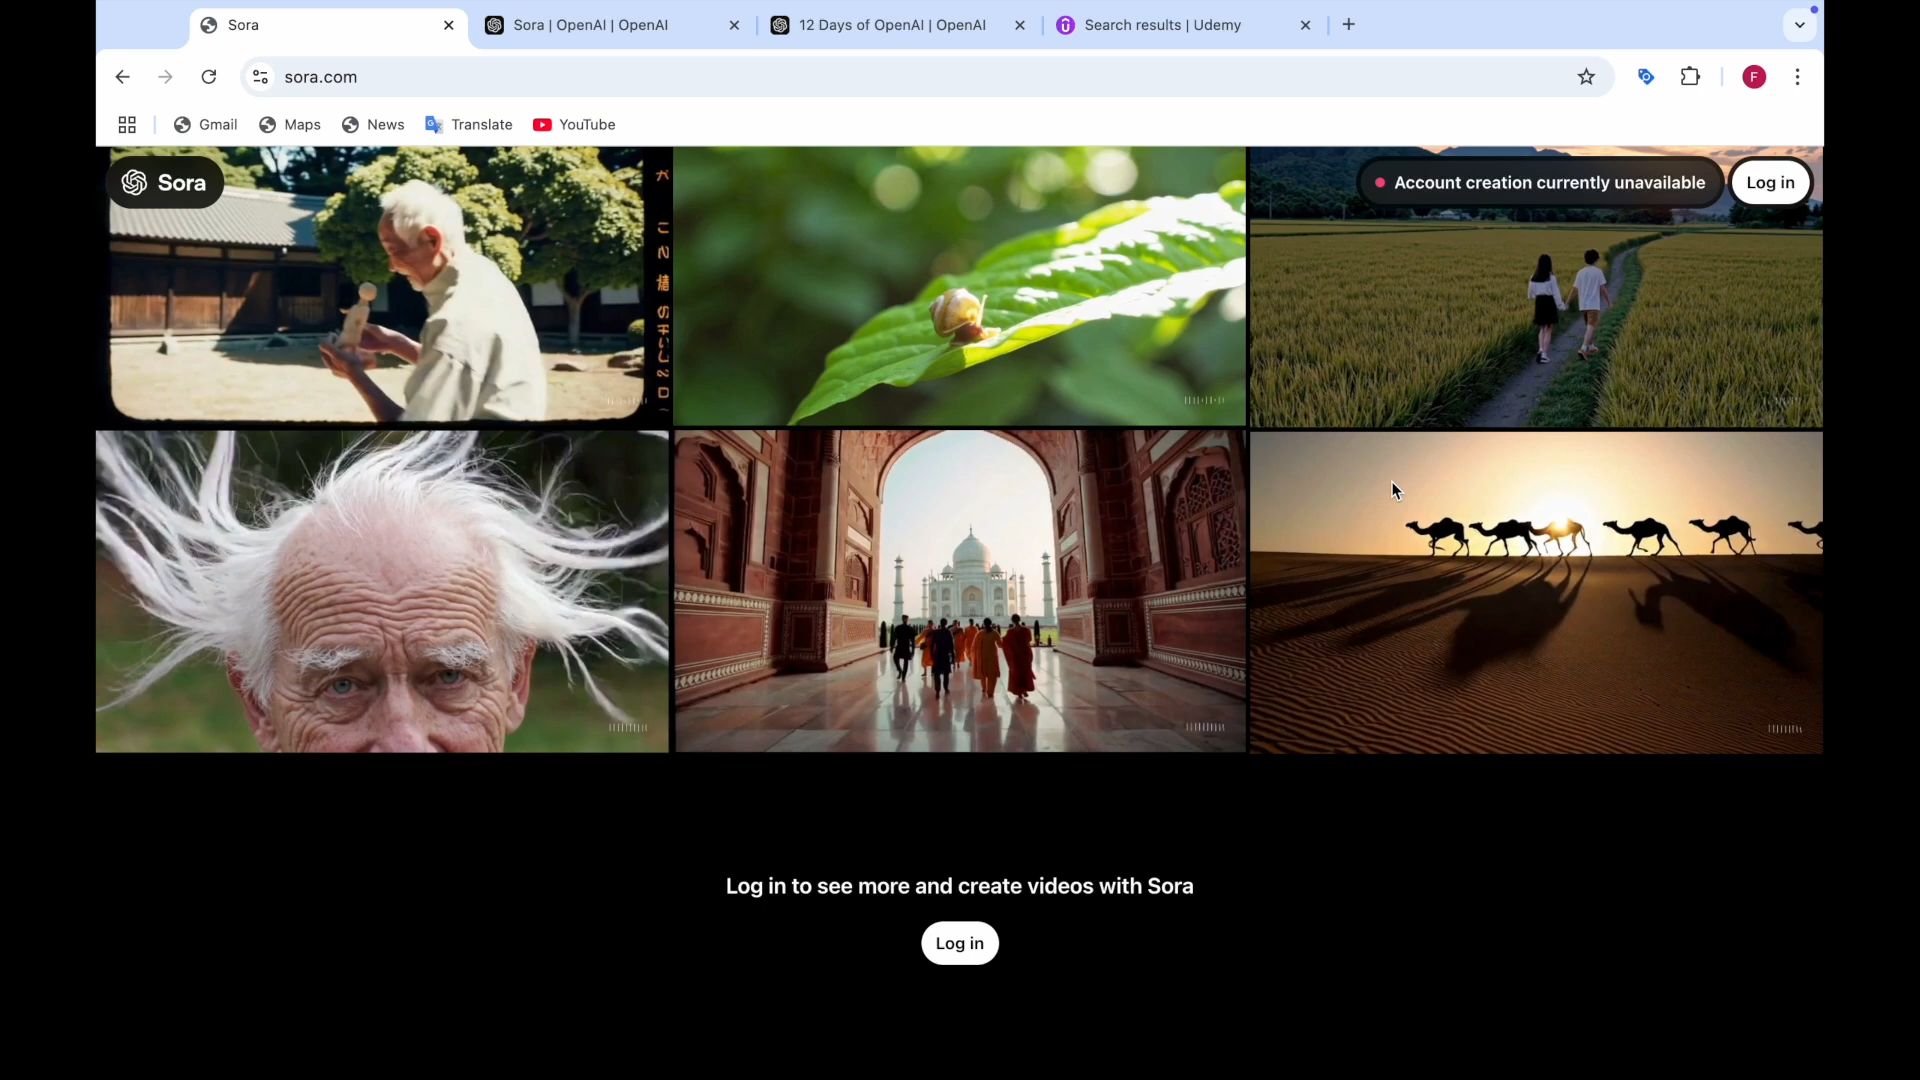 Sora
Sora | OpenAI | OpenAI
12 Days of OpenAI | OpenAI
Search results | Udemy
sora.com
F
Gmail
Maps
News
Translate
YouTube
Sora
Account creation currently unavailable
Log in
Log in to see more and create videos with Sora
Log in